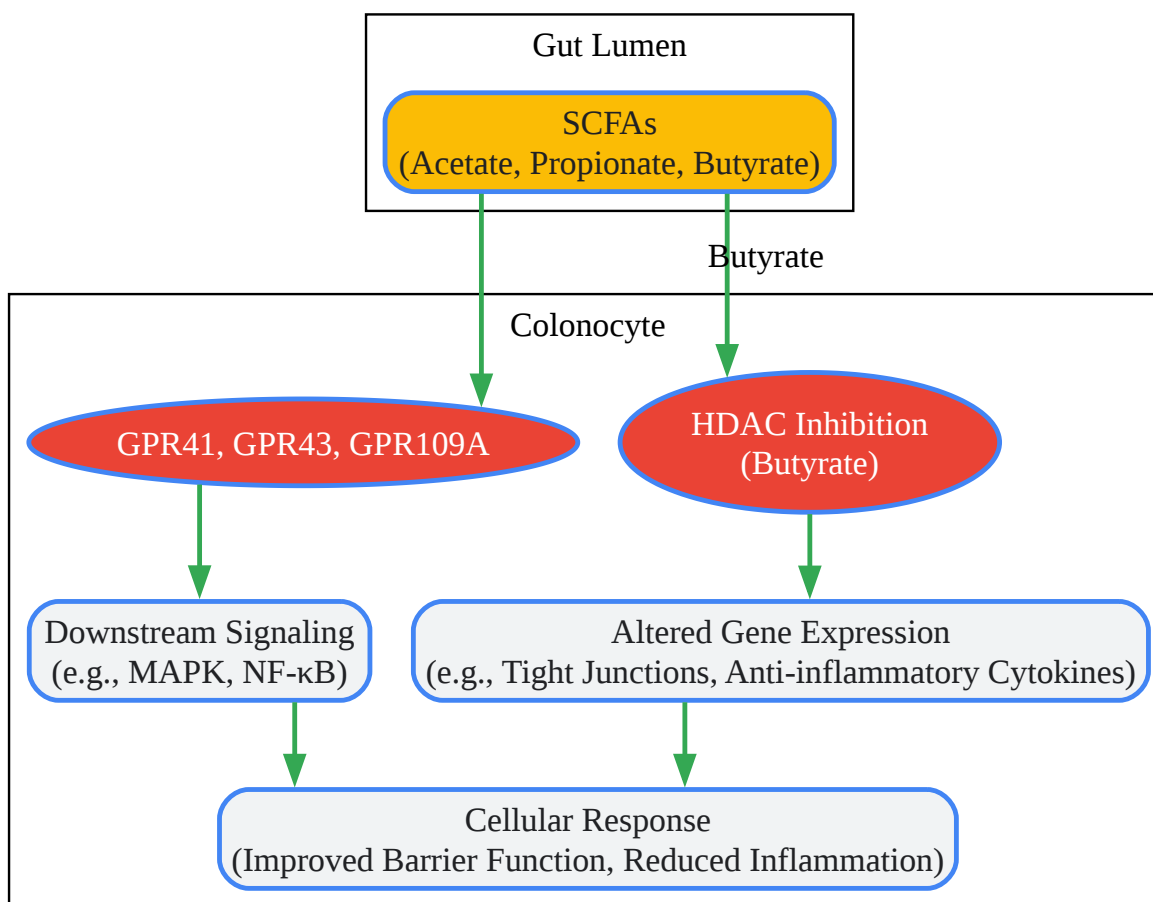 Gut Lumen
SCFAs
(Acetate, Propionate, Butyrate)
Butyrate
Colonocyte
GPR41, GPR43, GPR109A
HDAC Inhibition
(Butyrate)
Downstream Signaling
(e.g., MAPK, NF-κB)
Altered Gene Expression
(e.g., Tight Junctions, Anti-inflammatory Cytokines)
Cellular Response
(Improved Barrier Function, Reduced Inflammation)